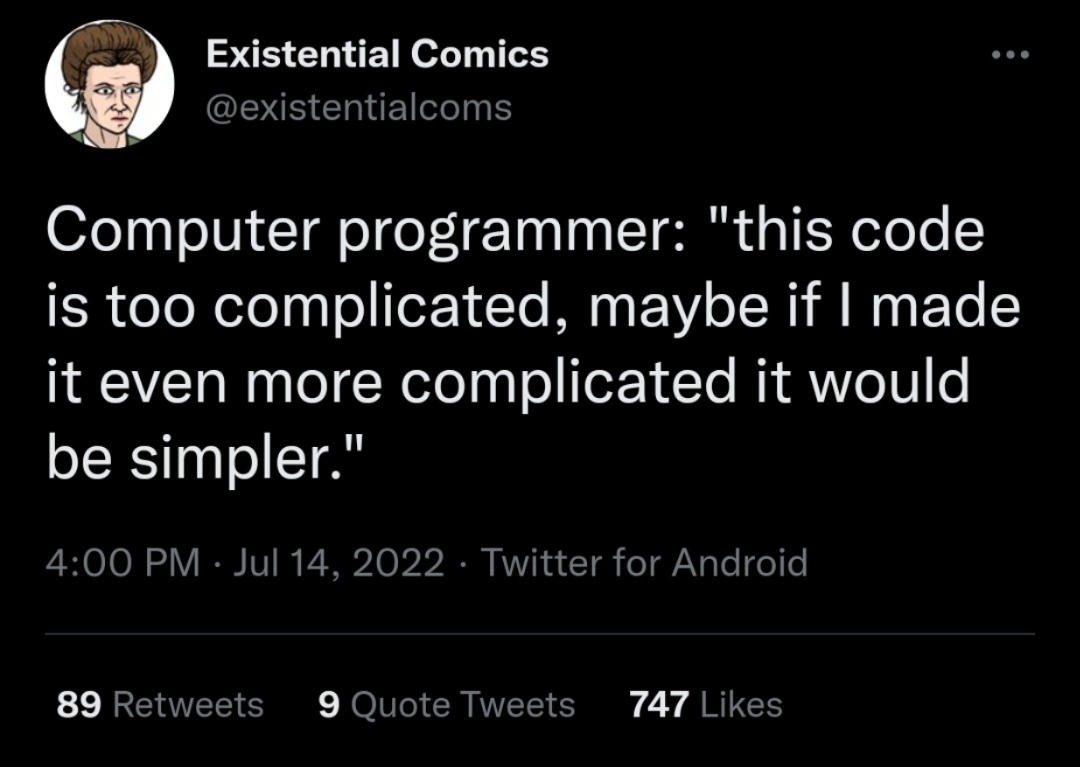 Existential Comics
@existentialcoms
Computer programmer: "this code
is too complicated, maybe if I made
it even more complicated it would
be simpler."
4:00 PM · Jul 14, 2022 · Twitter for Android
89 Retweets 9 Quote Tweets 747 Likes